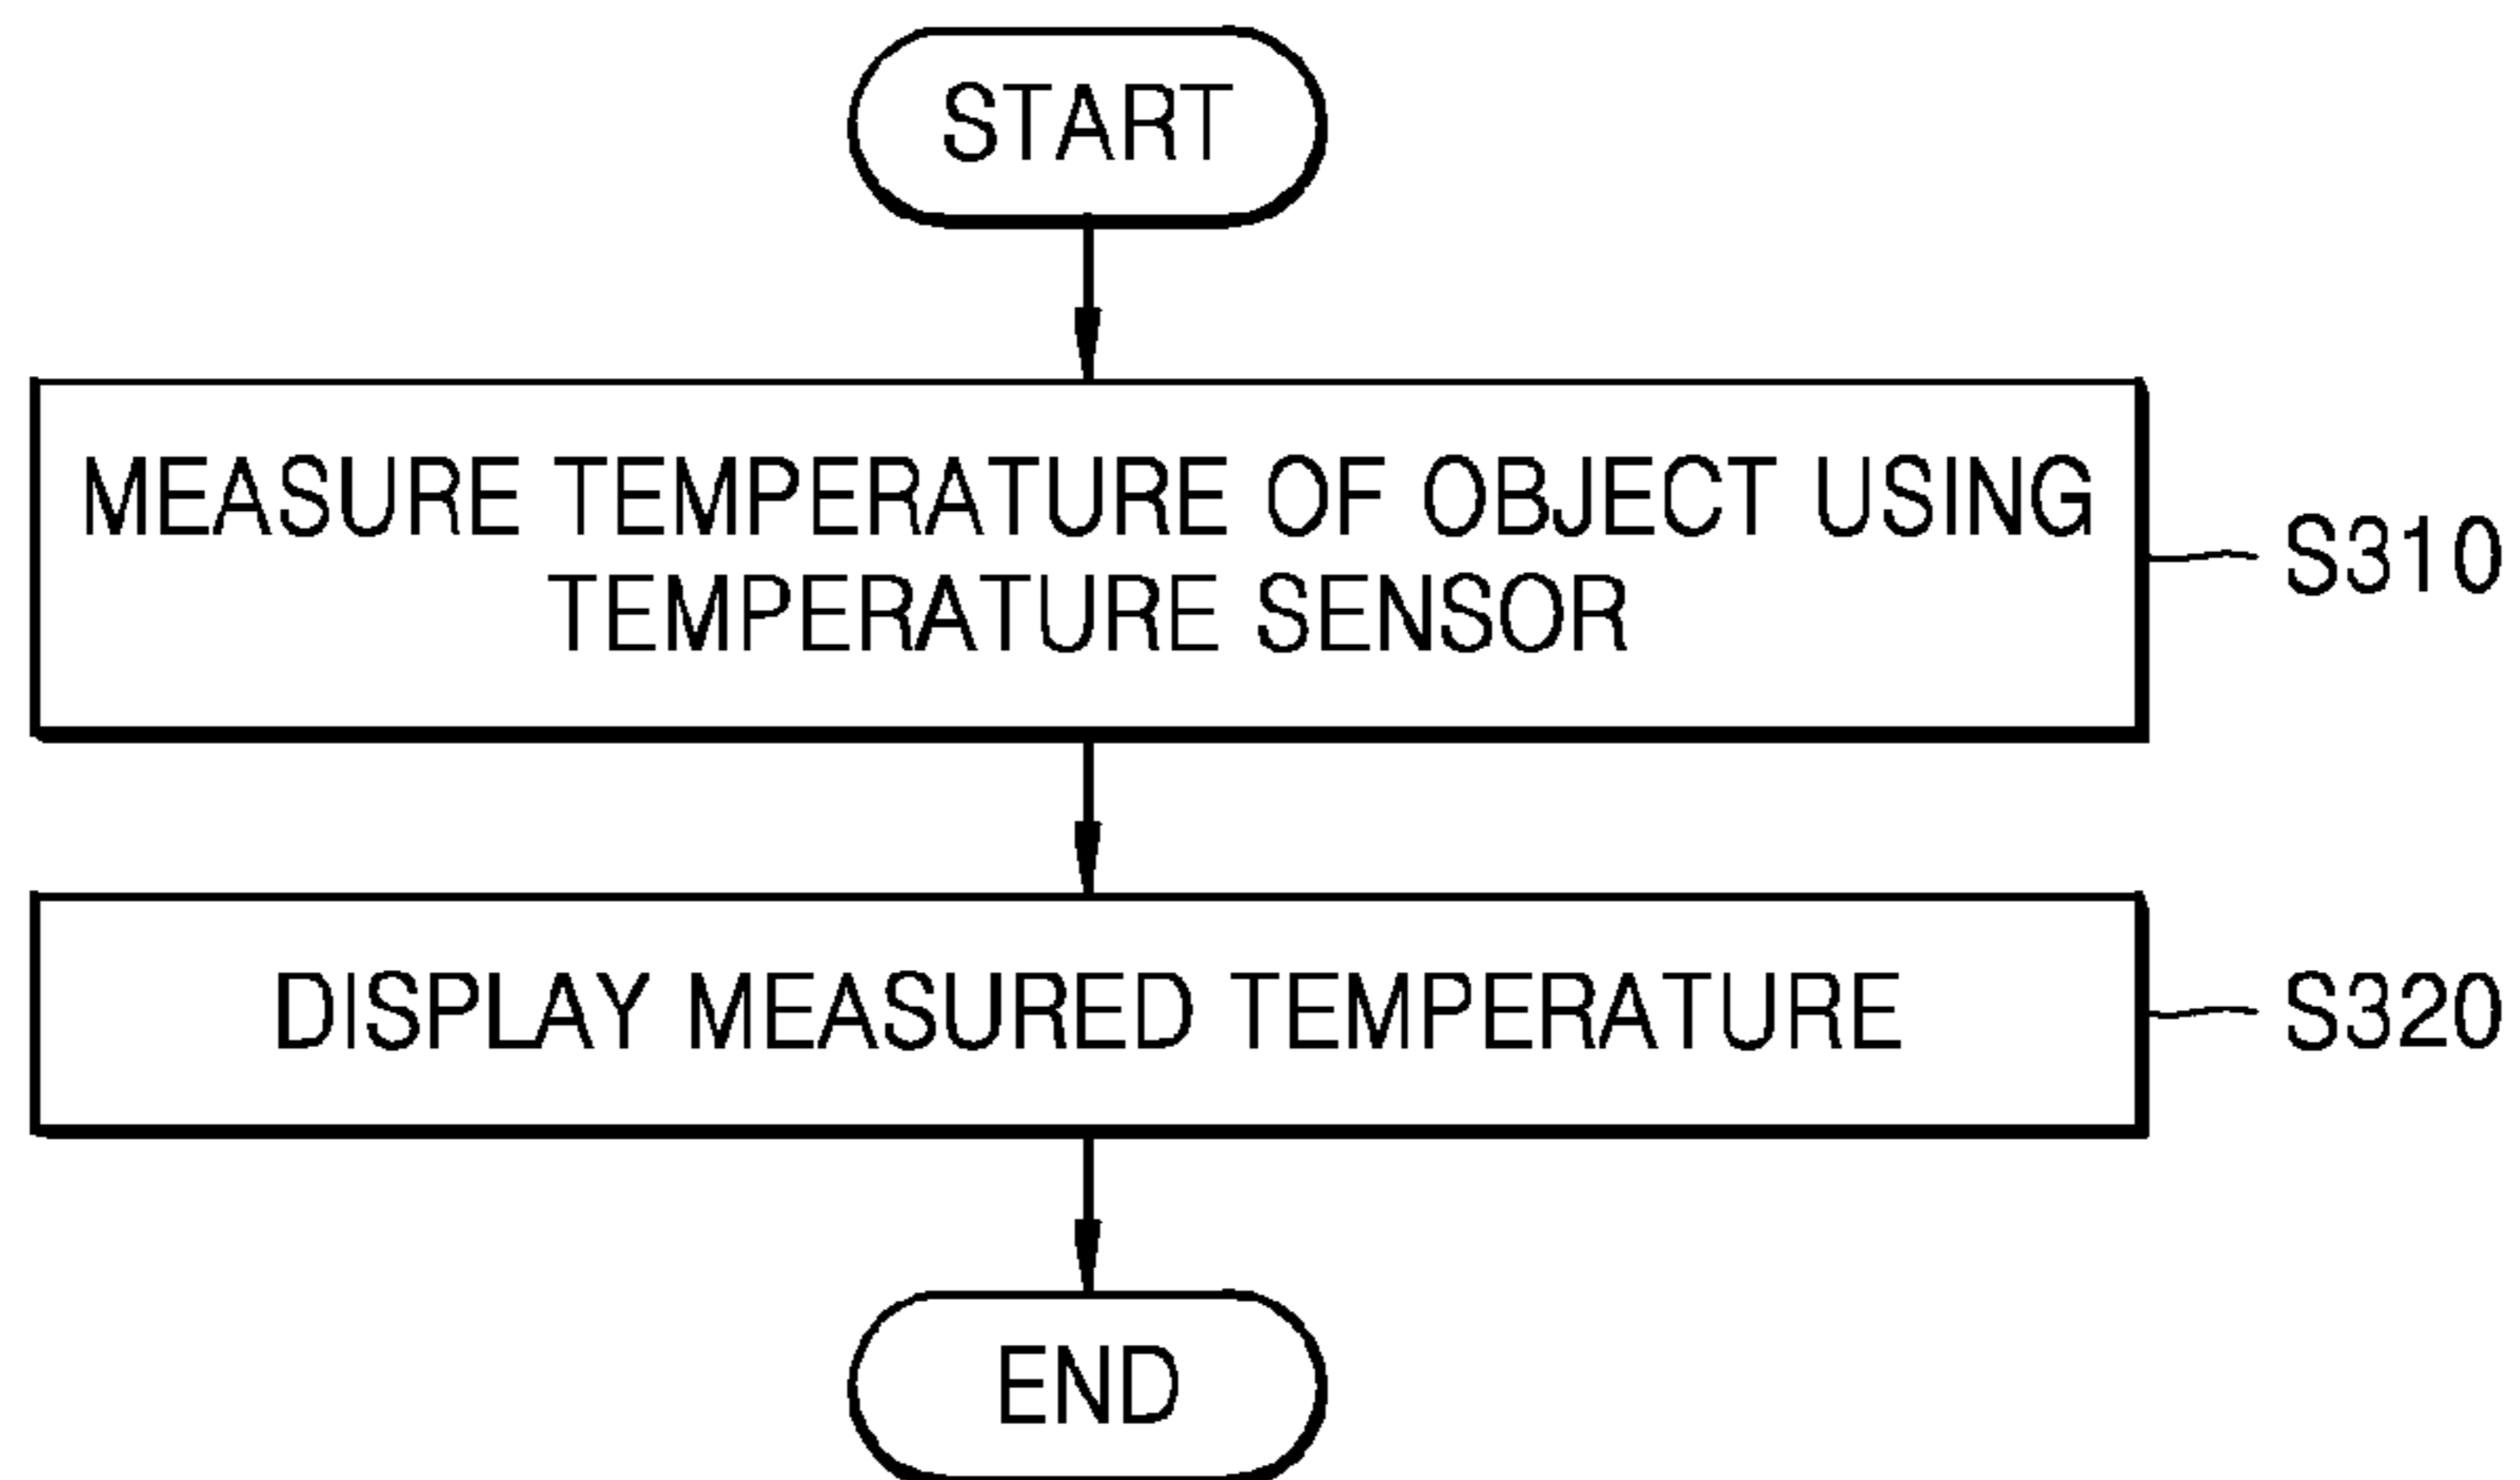 START
MEASURE TEMPERATURE OF OBJECT USING
TEMPERATURE SENSOR
S310
DISPLAY MEASURED TEMPERATURE
S320
END